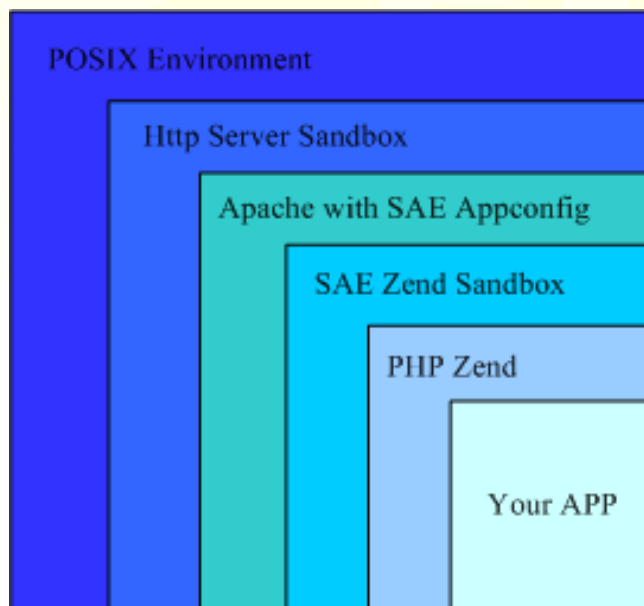 POSIX Environment
Http Server Sandbox
Apache with SAE Appconfig
SAE Zend Sandbox
PHP Zend
Your APP